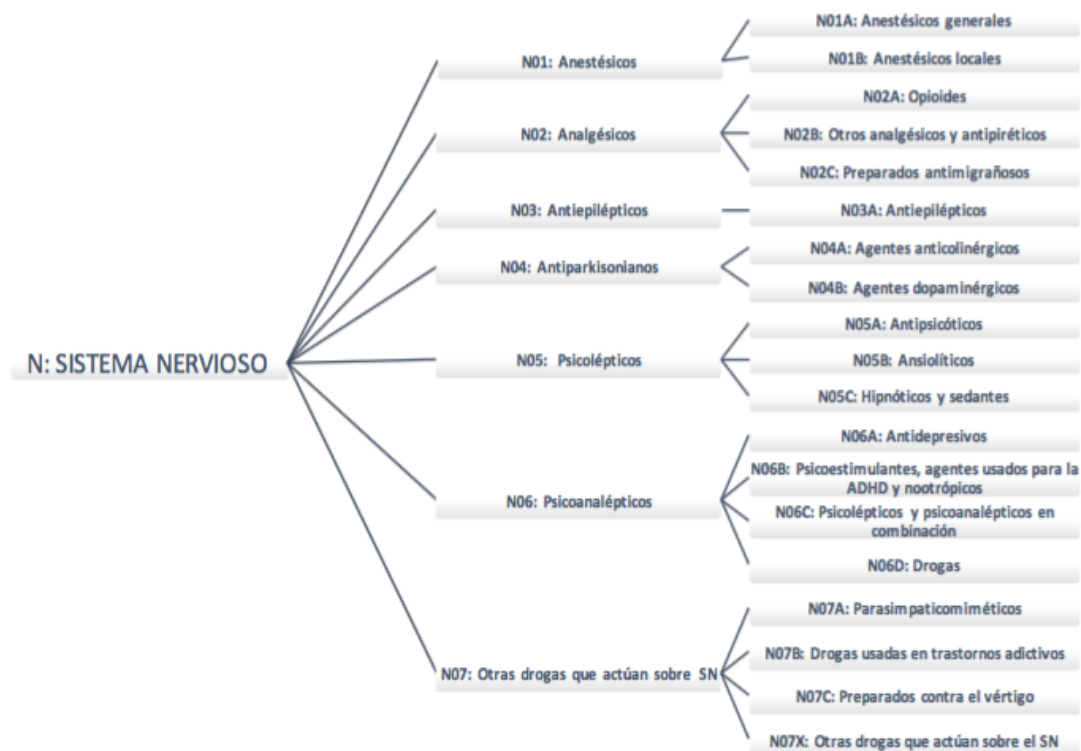 N: SISTEMA NERVIOSO
N01: Anestésicos
N01A: Anestésicos generales
N01B: Anestésicos locales
N02: Analgésicos
N02A: Opioides
N02B: Otros analgésicos y antipiréticos
N02C: Preparados antimigrañosos
N03: Antiepilépticos
N03A: Antiepilépticos
N04: Antiparkisonianos
N04A: Agentes anticolinérgicos
N04B: Agentes dopaminérgicos
N05: Psicolépticos
N05A: Antipsicóticos
N05B: Ansiolíticos
N05C: Hipnóticos y sedantes
N06: Psicoanalépticos
N06A: Antidepresivos
N06B: Psicoestimulantes, agentes usados para la
ADHD y nootrópicos
N06C: Psicolépticos y psicoanalépticos en
combinación
N06D: Drogas
N07: Otras drogas que actúan sobre SN
N07A: Parasimpaticomiméticos
N07B: Drogas usadas en trastornos adictivos
N07C: Preparados contra el vértigo
N07X: Otras drogas que actúan sobre el SN